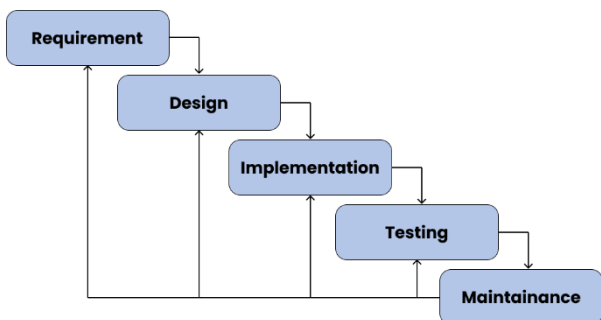 Requirement
Design
Implementation
Testing
Maintainance